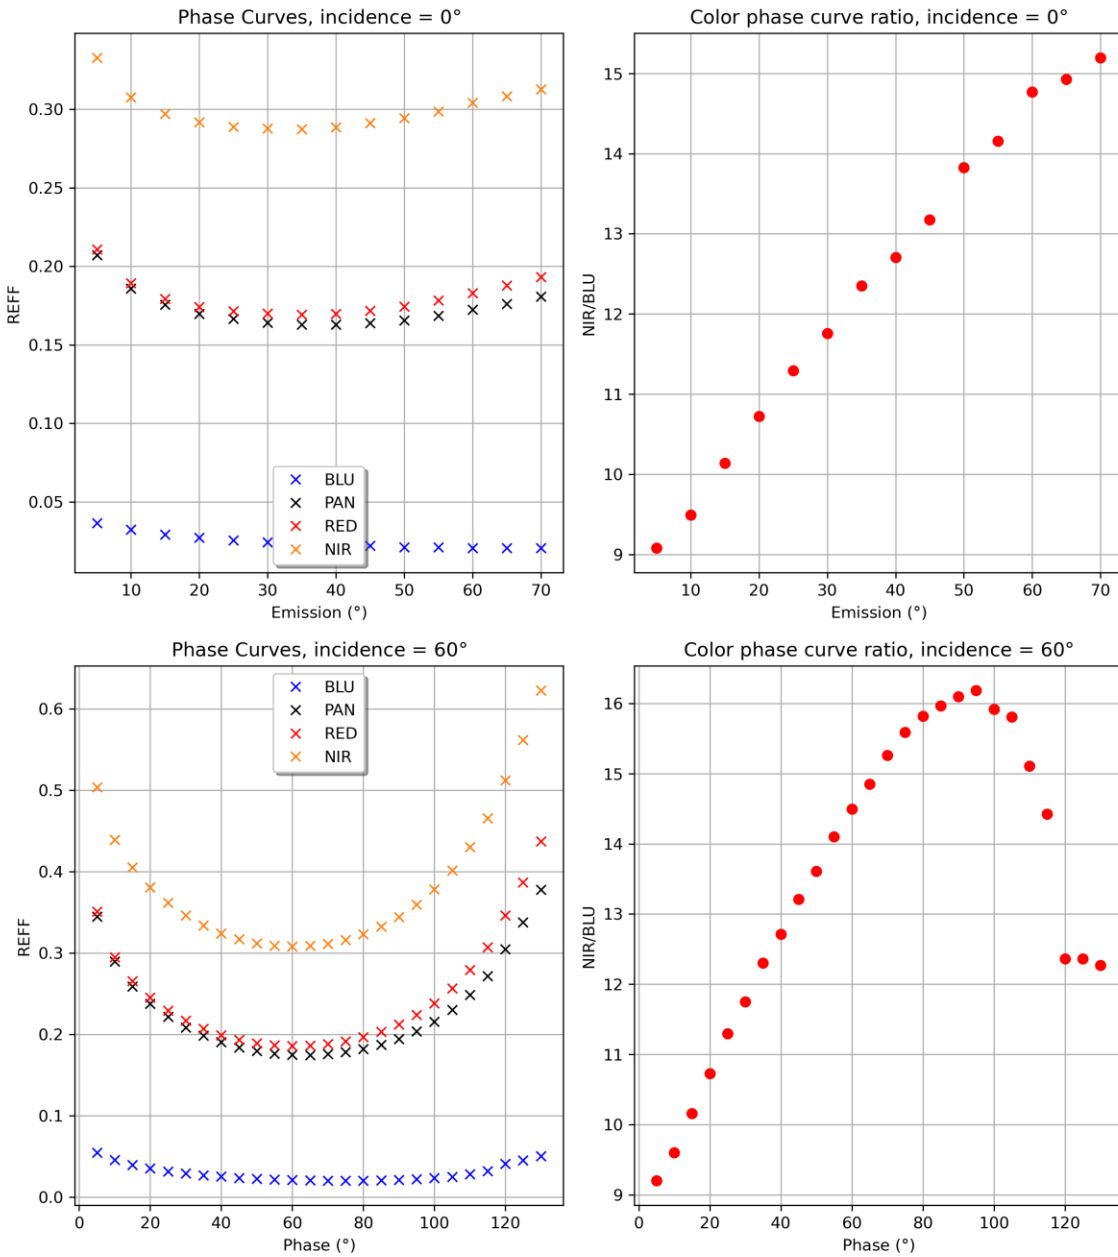 Phase Curves, incidence = 0°
REFF
0.30
0.25
0.20
0.15
0.10
0.05
BLU
PAN
RED
NIR
10 20 30 40 50 60 70
Emission (°)
Color phase curve ratio, incidence = 0°
NIR/BLU
15
14
13
12
11
10
9
10 20 30 40 50 60 70
Emission (°)
Phase Curves, incidence = 60°
REFF
0.6
0.5
0.4
0.3
0.2
0.1
0.0
BLU
PAN
RED
NIR
0 20 40 60 80 100 120
Phase (°)
Color phase curve ratio, incidence = 60°
NIR/BLU
16
15
14
13
12
11
10
9
0 20 40 60 80 100 120
Phase (°)